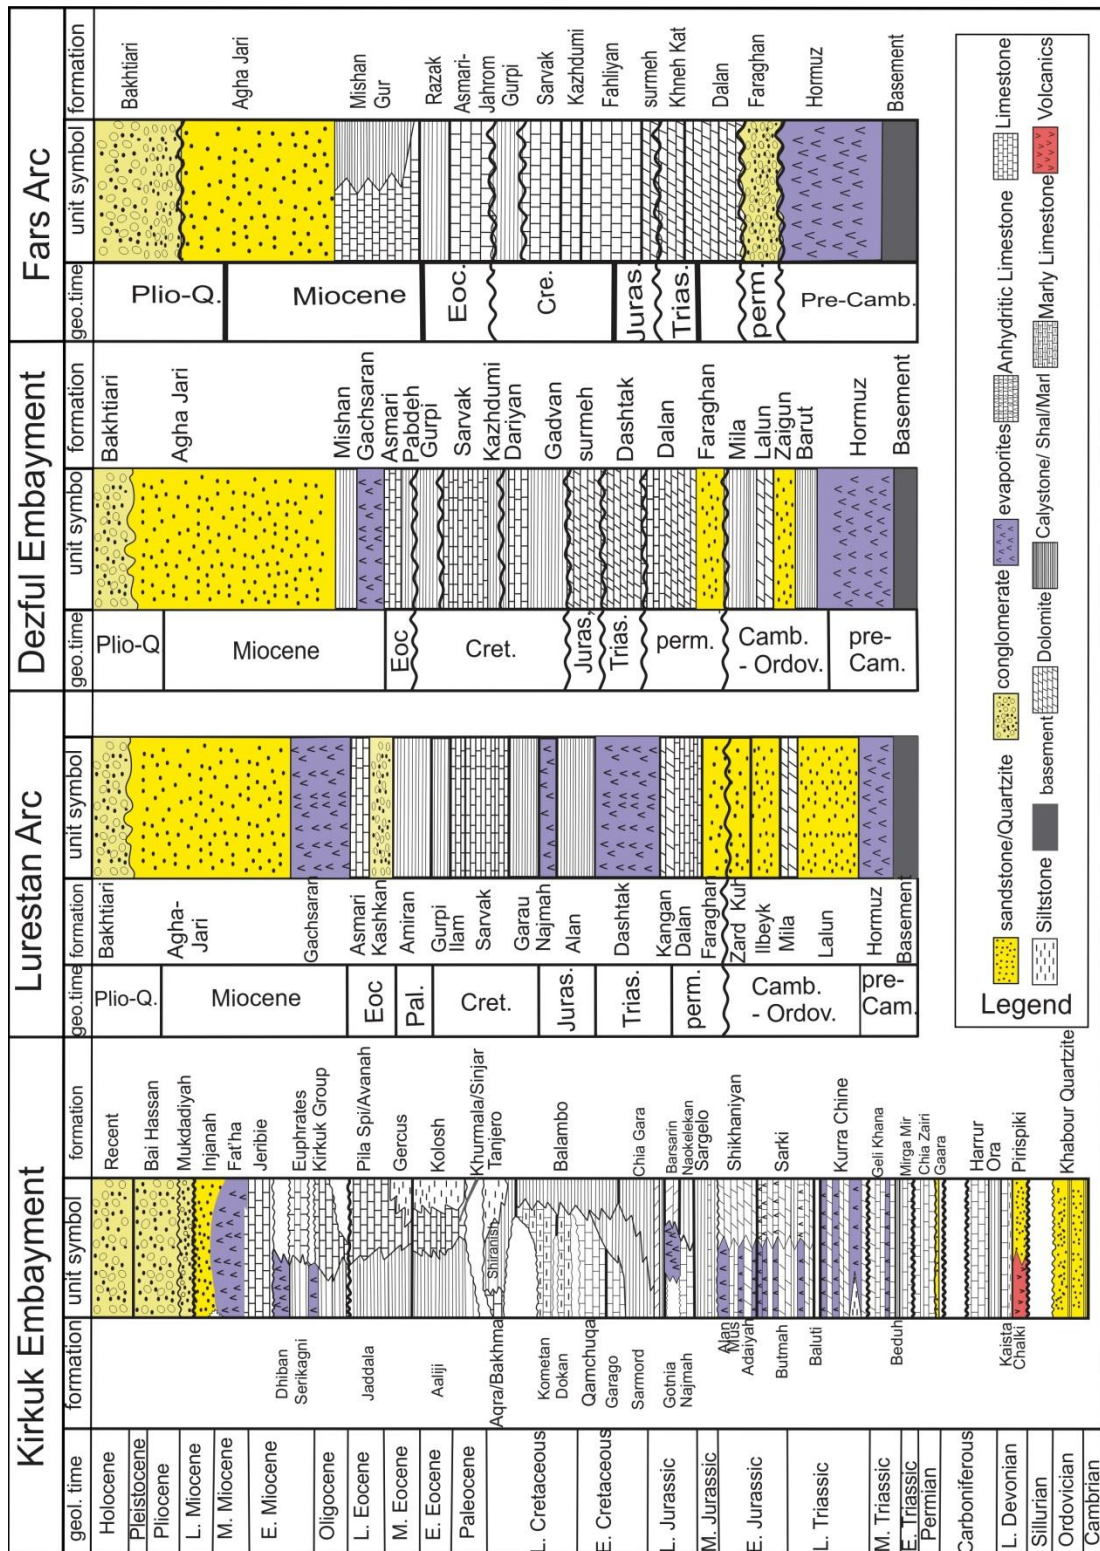 Kirkuk Embayment
geol. time
formation
unit symbol
formation
Holocene
Pleistocene
Pliocene
L. Miocene
M. Miocene
E. Miocene
Oligocene
L. Eocene
M. Eocene
E. Eocene
Paleocene
L. Cretaceous
E. Cretaceous
L. Jurassic
M. Jurassic
E. Jurassic
L. Triassic
M. Triassic
E. Triassic
Permian
Carboniferous
L. Devonian
Sillurian
Ordovician
Cambrian
Dhiban
Serikagni
Jaddala
Aaliji
Aqra/Bakhma
Kometan
Dokan
Qamchuqa
Garago
Sarmord
Gotnia
Najmah
Alan
Mus
Adaiyah
Butmah
Baluti
Beduh
Kaista
Chalki
Shiranish
Recent
Bai Hassan
Mukdadiyah
Injanah
Fat'ha
Jeribie
Euphrates
Kirkuk Group
Pila Spi/Avanah
Gercus
Kolosh
Khurmala/Sinjar
Tanjero
Balambo
Chia Gara
Barsarin
Naokelekan
Sargelo
Shikhaniyan
Sarki
Kurra Chine
Geli Khana
Mirga Mir
Chia Zairi
Gaara
Harrur
Ora
Pirispiki
Khabour Quartzite
Lurestan Arc
geo.time
formation
unit symbol
Plio-Q.
Miocene
Eoc
Pal.
Cret.
Juras.
Trias.
perm.
Camb.
- Ordov.
pre-
Cam.
Bakhtiari
Agha-
Jari
Gachsaran
Asmari
Kashkan
Amiran
Gurpi
Ilam
Sarvak
Garau
Najmah
Alan
Dashtak
Kangan
Dalan
Faraghan
Zard Kuh
Ilbeyk
Mila
Lalun
Hormuz
Basement
Dezful Embayment
geo.time
unit symbol
formation
Plio-Q
Miocene
Eoc
Cret.
Juras,
Trias.
perm.
Camb.
- Ordov.
pre-
Cam.
Bakhtiari
Agha Jari
Mishan
Gachsaran
Asmari
Pabdeh
Gurpi
Sarvak
Kazhdumi
Dariyan
Gadvan
surmeh
Dashtak
Dalan
Faraghan
Mila
Lalun
Zaigun
Barut
Hormuz
Basement
Fars Arc
geo.time
unit symbol
formation
Plio-Q.
Miocene
Eoc.
Cre.
Juras.
Trias.
perm.
Pre-Camb.
Bakhtiari
Agha Jari
Mishan
Gur
Razak
Asmari-
Jahrom
Gurpi
Sarvak
Kazhdumi
Fahliyan
surmeh
Khneh Kat
Dalan
Faraghan
Hormuz
Basement
Legend
sandstone/Quartzite
conglomerate
evaporites
Anhydritic Limestone
Limestone
Siltstone
basement
Dolomite
Calystone/ Shal/Marl
Marly Limestone
Volcanics